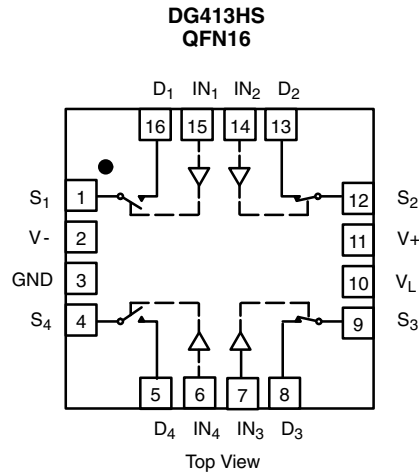 DG413HS
QFN16
D1 IN1 IN2 D2
16 15 14 13
S1 1 12 S2
V- 2 11 V+
GND 3 10 VL
S4 4 9 S3
5 6 7 8
D4 IN4 IN3 D3
Top View